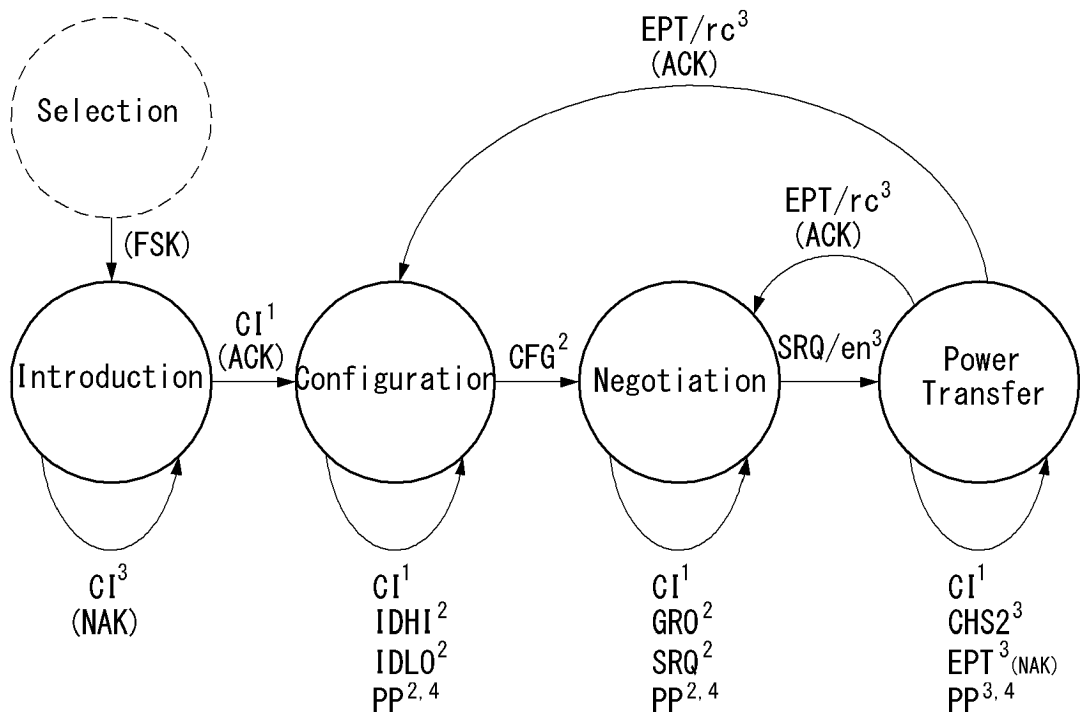 EPT/rc³
(ACK)
Selection
EPT/rc³
(ACK)
(FSK)
CI¹
(ACK)
CFG²
SRQ/en³
Introduction
Configuration
Negotiation
Power
Transfer
CI³
(NAK)
CI¹
IDHI²
IDLO²
PP²,⁴
CI¹
GRO²
SRQ²
PP²,⁴
CI¹
CHS2³
EPT³(NAK)
PP³,⁴